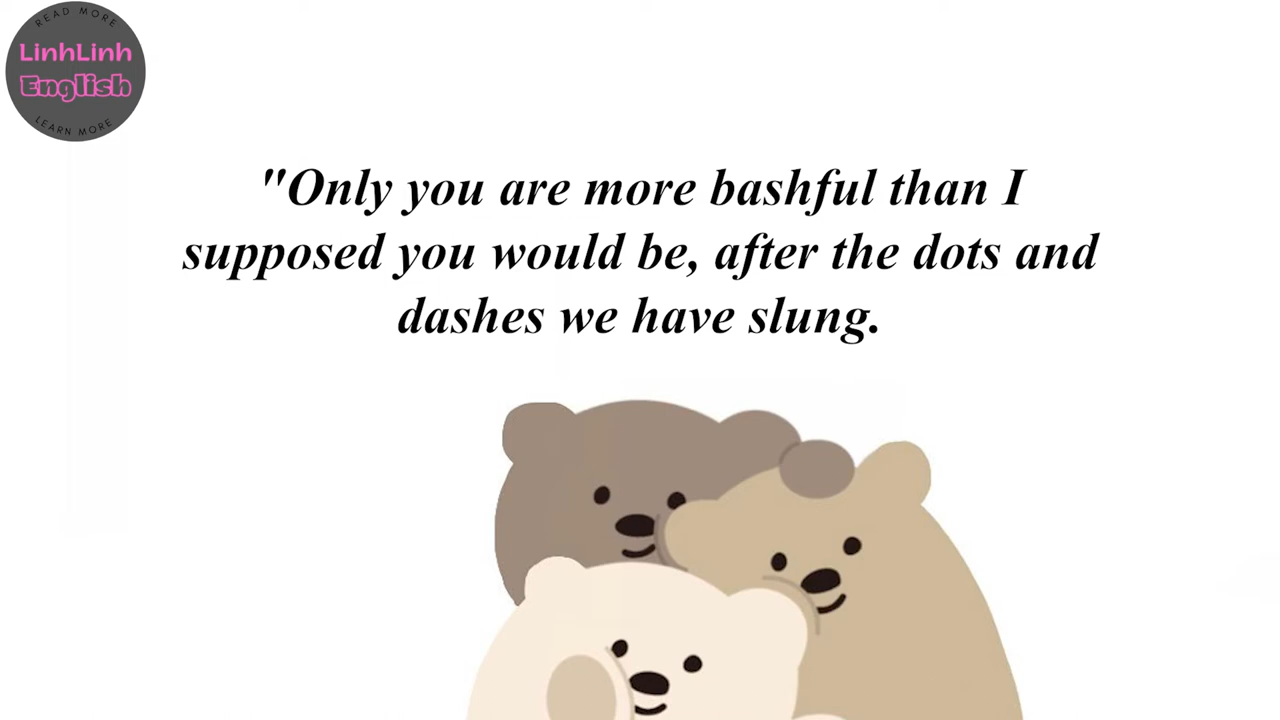 READ MORE
LinhLinh
English
LEARN MORE
"Only you are more bashful than I
supposed you would be, after the dots and
dashes we have slung.